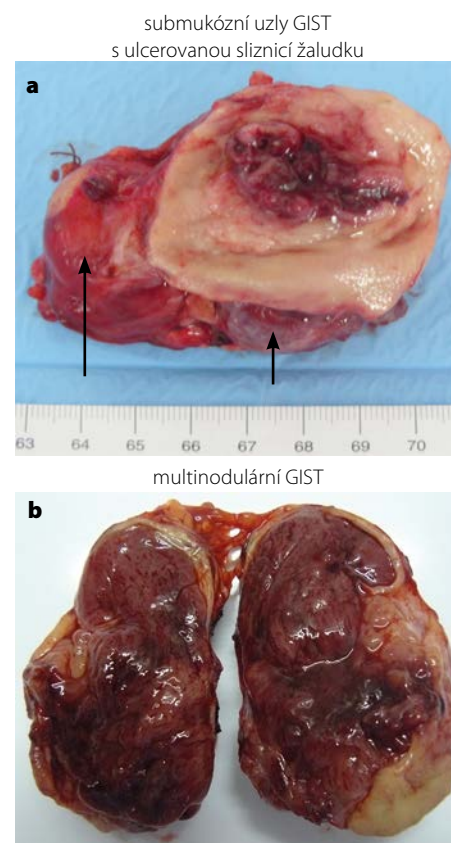 submukózní uzly GIST
s ulcerovanou sliznicí žaludku
a
63 64 65 66 67 68 69 70
multinodulární GIST
b